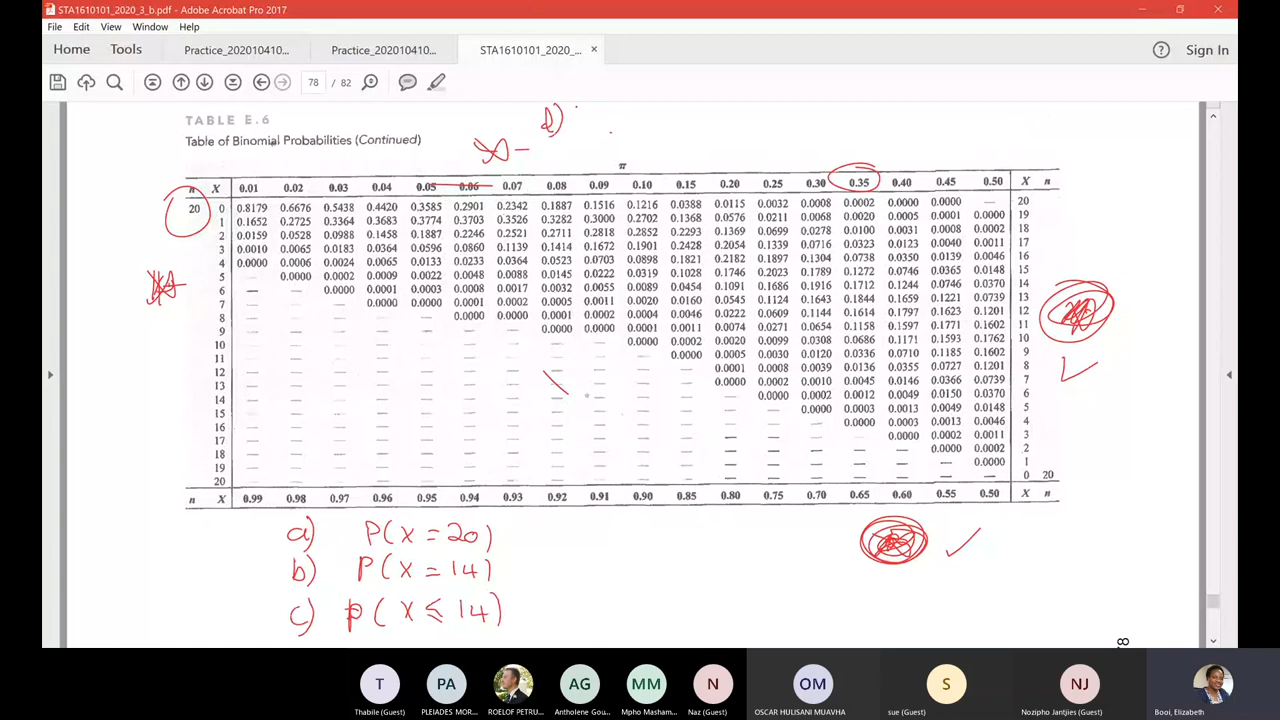 STA1610101_2020_3_b.pdf - Adobe Acrobat Pro 2017
File Edit View Window Help
Home Tools Practice_202010410... Practice_202010410... STA1610101_2020_... × Sign In
78 / 82
TABLE E.6
Table of Binomial Probabilities (Continued)
d)
X -
π
n X 0.01 0.02 0.03 0.04 0.05 0.06 0.07 0.08 0.09 0.10 0.15 0.20 0.25 0.30 0.35 0.40 0.45 0.50 X n
20 0 0.8179 0.6676 0.5438 0.4420 0.3585 0.2901 0.2342 0.1887 0.1516 0.1216 0.0388 0.0115 0.0032 0.0008 0.0002 0.0000 0.0000 — 20
1 0.1652 0.2725 0.3364 0.3683 0.3774 0.3703 0.3526 0.3282 0.3000 0.2702 0.1368 0.0576 0.0211 0.0068 0.0020 0.0005 0.0001 0.0000 19
2 0.0159 0.0528 0.0988 0.1458 0.1887 0.2246 0.2521 0.2711 0.2818 0.2852 0.2293 0.1369 0.0699 0.0278 0.0100 0.0031 0.0008 0.0002 18
3 0.0010 0.0065 0.0183 0.0364 0.0596 0.0860 0.1139 0.1414 0.1672 0.1901 0.2428 0.2054 0.1339 0.0716 0.0323 0.0123 0.0040 0.0011 17
4 0.0000 0.0006 0.0024 0.0065 0.0133 0.0233 0.0364 0.0523 0.0703 0.0898 0.1821 0.2182 0.1897 0.1304 0.0738 0.0350 0.0139 0.0046 16
5 — 0.0000 0.0002 0.0009 0.0022 0.0048 0.0088 0.0145 0.0222 0.0319 0.1028 0.1746 0.2023 0.1789 0.1272 0.0746 0.0365 0.0148 15
6 — — 0.0000 0.0001 0.0003 0.0008 0.0017 0.0032 0.0055 0.0089 0.0454 0.1091 0.1686 0.1916 0.1712 0.1244 0.0746 0.0370 14
7 — — — 0.0000 0.0000 0.0001 0.0002 0.0005 0.0011 0.0020 0.0160 0.0545 0.1124 0.1643 0.1844 0.1659 0.1221 0.0739 13
8 — — — — — 0.0000 0.0000 0.0001 0.0002 0.0004 0.0046 0.0222 0.0609 0.1144 0.1614 0.1797 0.1623 0.1201 12
9 — — — — — — — 0.0000 0.0000 0.0001 0.0011 0.0074 0.0271 0.0654 0.1158 0.1597 0.1771 0.1602 11
10 — — — — — — — — — 0.0000 0.0002 0.0020 0.0099 0.0308 0.0686 0.1171 0.1593 0.1762 10
11 — — — — — — — — — — 0.0000 0.0005 0.0030 0.0120 0.0336 0.0710 0.1185 0.1602 9
12 — — — — — — — — — — — 0.0001 0.0008 0.0039 0.0136 0.0355 0.0727 0.1201 8
13 — — — — — — — — — — — 0.0000 0.0002 0.0010 0.0045 0.0146 0.0366 0.0739 7
14 — — — — — — — — — — — — 0.0000 0.0002 0.0012 0.0049 0.0150 0.0370 6
15 — — — — — — — — — — — — — 0.0000 0.0003 0.0013 0.0049 0.0148 5
16 — — — — — — — — — — — — — — 0.0000 0.0003 0.0013 0.0046 4
17 — — — — — — — — — — — — — — — 0.0000 0.0002 0.0011 3
18 — — — — — — — — — — — — — — — — 0.0000 0.0002 2
19 — — — — — — — — — — — — — — — — — 0.0000 1
20 — — — — — — — — — — — — — — — — — — 0 20
n X 0.99 0.98 0.97 0.96 0.95 0.94 0.93 0.92 0.91 0.90 0.85 0.80 0.75 0.70 0.65 0.60 0.55 0.50 X n
a) P(X = 20)
b) P(X = 14)
c) P(X ≤ 14)
T PA AG MM N OM S NJ
Thabile (Guest) PLEIADES MOR... ROELOF PETRU... Antholene Gou... Mpho Masham... Naz (Guest) OSCAR HULISANI MUAVHA sue (Guest) Nozipho Jantjies (Guest) Booi, Elizabeth